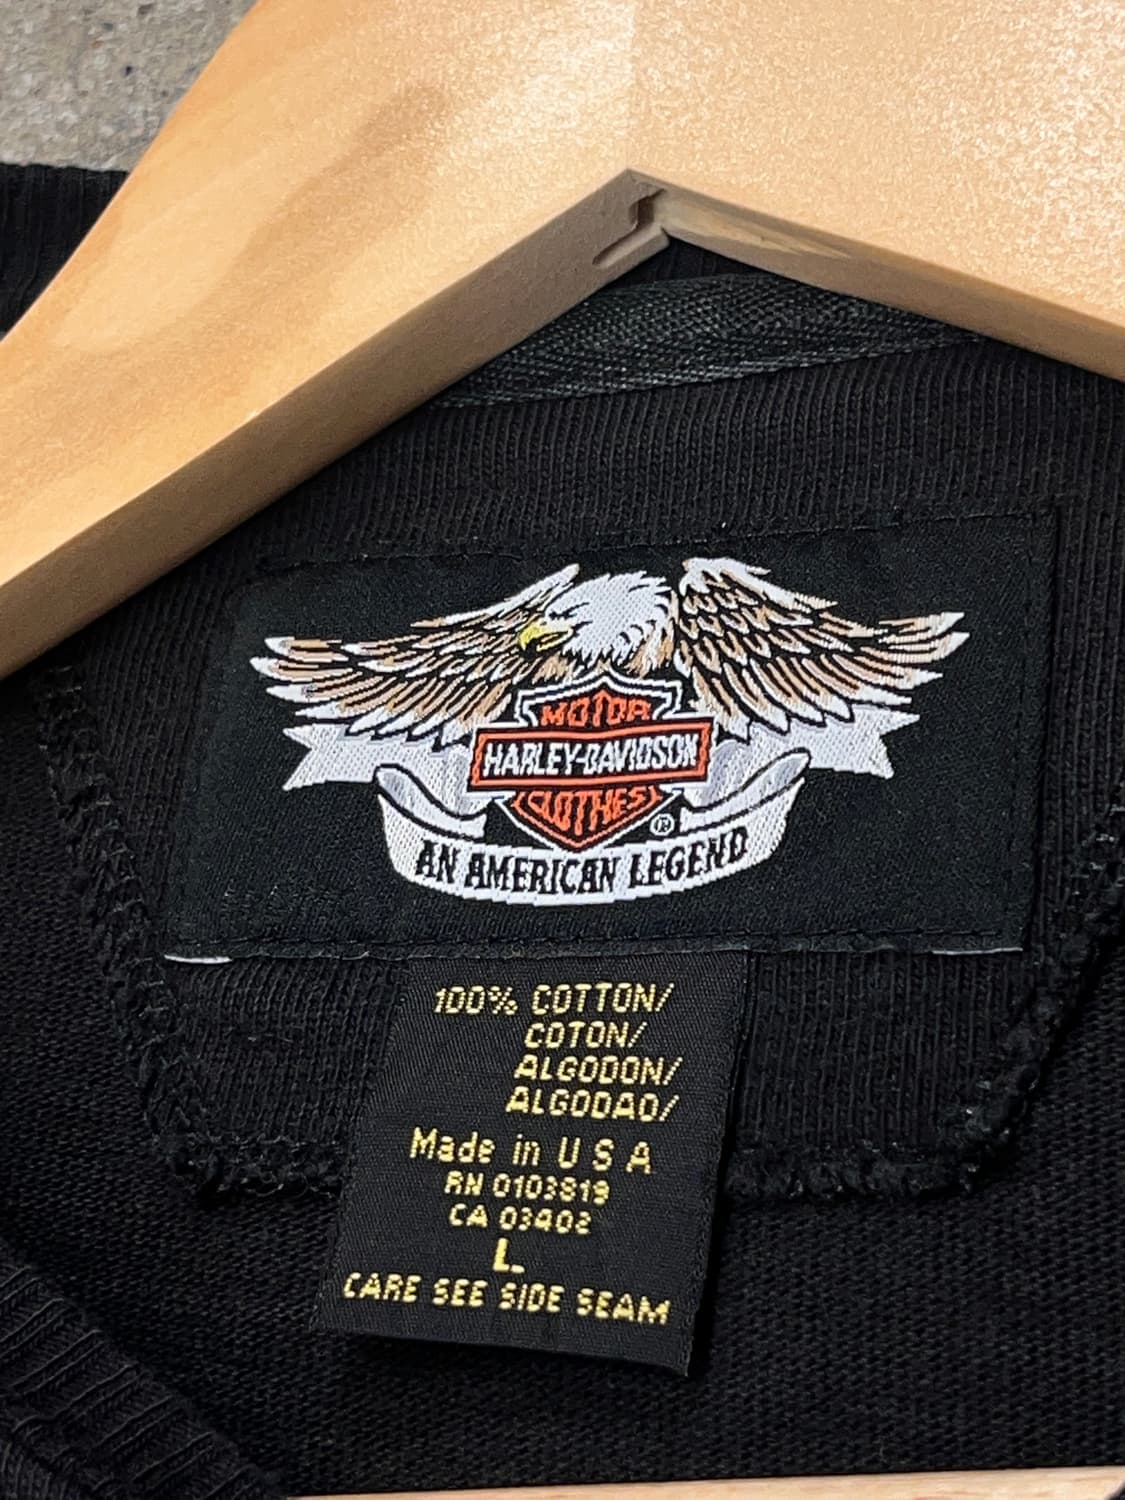 MOTOR
HARLEY-DAVIDSON
CLOTHES
®
AN AMERICAN LEGEND
100% COTTON/
COTON/
ALGODON/
ALGODAO/
Made in U S A
RN 0103819
CA 03402
L
CARE SEE SIDE SEAM